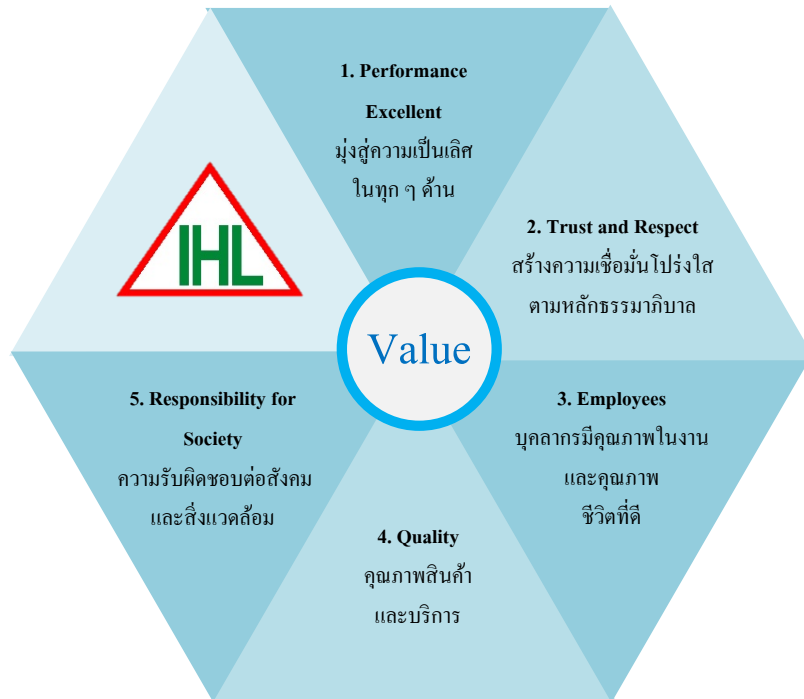 1. Performance
Excellent
มุ่งสู่ความเป็นเลิศ
ในทุก ๆ ด้าน
2. Trust and Respect
สร้างความเชื่อมั่นโปร่งใส
ตามหลักธรรมาภิบาล
3. Employees
บุคลากรมีคุณภาพในงาน
และคุณภาพ
ชีวิตที่ดี
4. Quality
คุณภาพสินค้า
และบริการ
5. Responsibility for
Society
ความรับผิดชอบต่อสังคม
และสิ่งแวดล้อม
IHL
Value